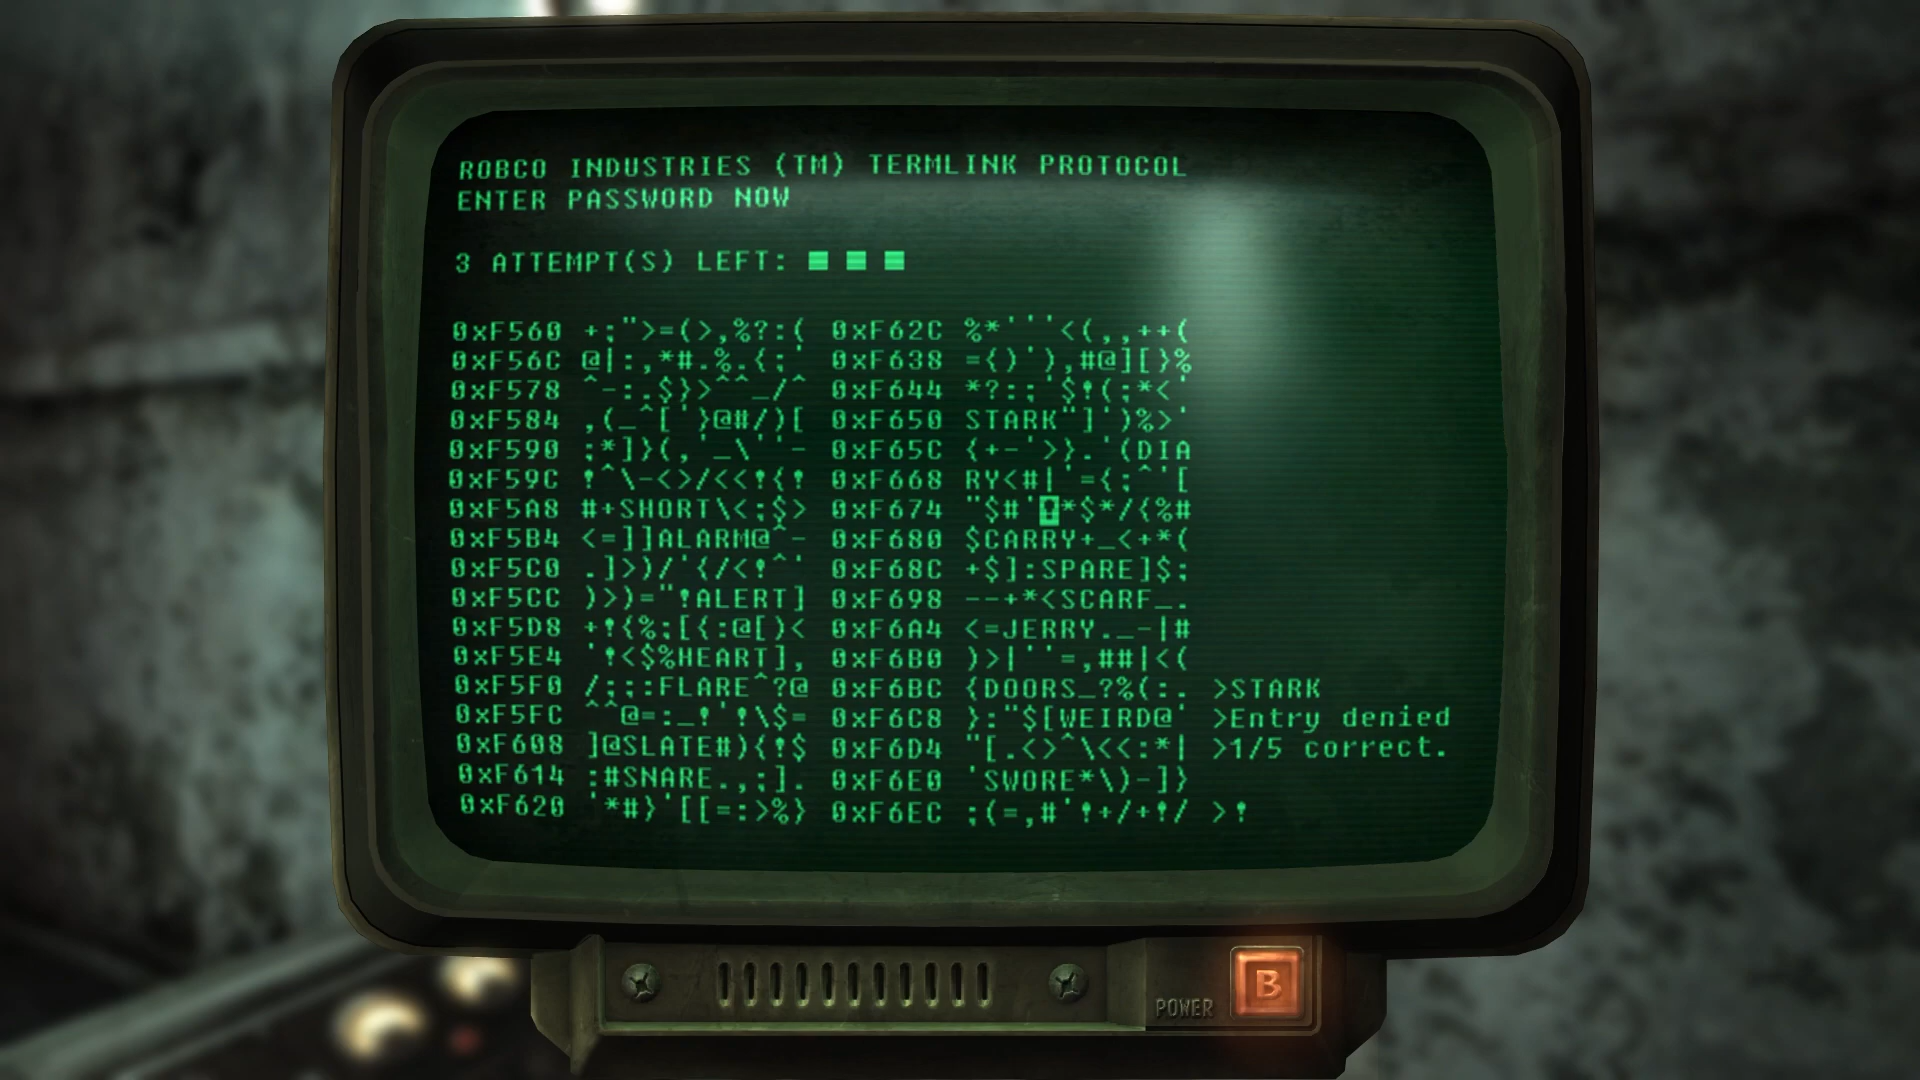 ROBCO INDUSTRIES (TM) TERMLINK PROTOCOL
ENTER PASSWORD NOW
3 ATTEMPT(S) LEFT: ■ ■ ■
0xF560 +;">=(>,%?:( 0xF62C %*'''<(,,++(
0xF56C @|:,*#.%.{;' 0xF638 ={)'),#@][}%
0xF578 ^-:.$}>^^_/^ 0xF644 *?:;'$!(;*<'
0xF584 ,(_^['}@#/)[ 0xF650 STARK"]')%>'
0xF590 ;*]}(,'_\''- 0xF65C {+-'>}.'(DIA
0xF59C !^\-<>/<<!{! 0xF668 RY<#|'={;^'[
0xF5A8 #+SHORT\<;$> 0xF674 "$#'!*$*/{%#
0xF5B4 <=]]ALARM@^- 0xF680 $CARRY+_<+*(
0xF5C0 .]>)/'{/<!^' 0xF68C +$]:SPARE]$;
0xF5CC )>)="!ALERT] 0xF698 --+*<SCARF_.
0xF5D8 +!{%;[{:@[)< 0xF6A4 <=JERRY._-|#
0xF5E4 '!<$%HEART], 0xF6B0 )>|''=,##|<(
0xF5F0 /;;:FLARE^?@ 0xF6BC {DOORS_?%(:. >STARK
0xF5FC ^^@=:_!'!\$= 0xF6C8 }:"$[WEIRD@' >Entry denied
0xF608 ]@SLATE#){!$ 0xF6D4 "[.<>^\<<:*| >1/5 correct.
0xF614 :#SNARE.,;]. 0xF6E0 'SWORE*\)-]}
0xF620 '*#}'[[=:>%} 0xF6EC ;(=,#'!+/+!/ >!
POWER
B